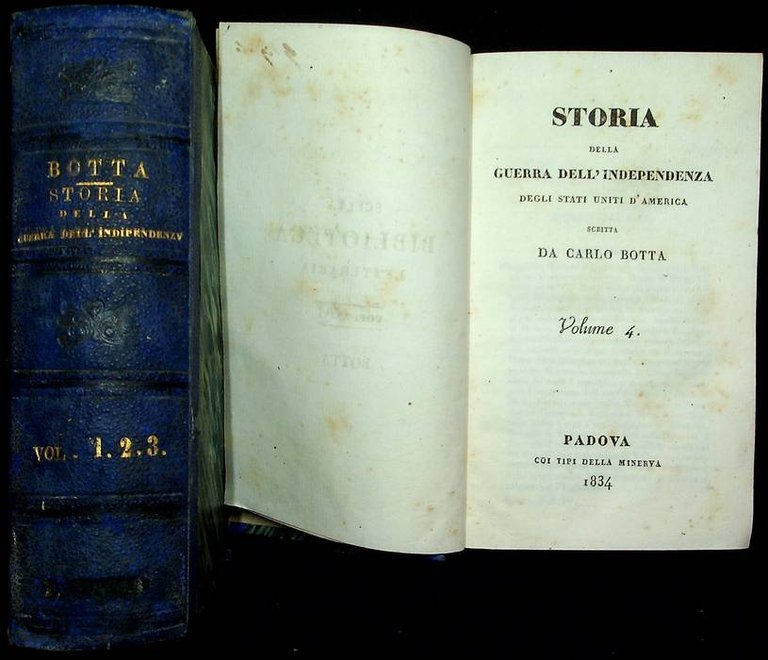 BOTTA
STORIA
DELLA
GUERRA DELL'INDIPENDENZA
VOL. 1.2.3.
STORIA
DELLA
GUERRA DELL'INDEPENDENZA
DEGLI STATI UNITI D'AMERICA
SCRITTA
DA CARLO BOTTA
Volume 4.
PADOVA
COI TIPI DELLA MINERVA
1834